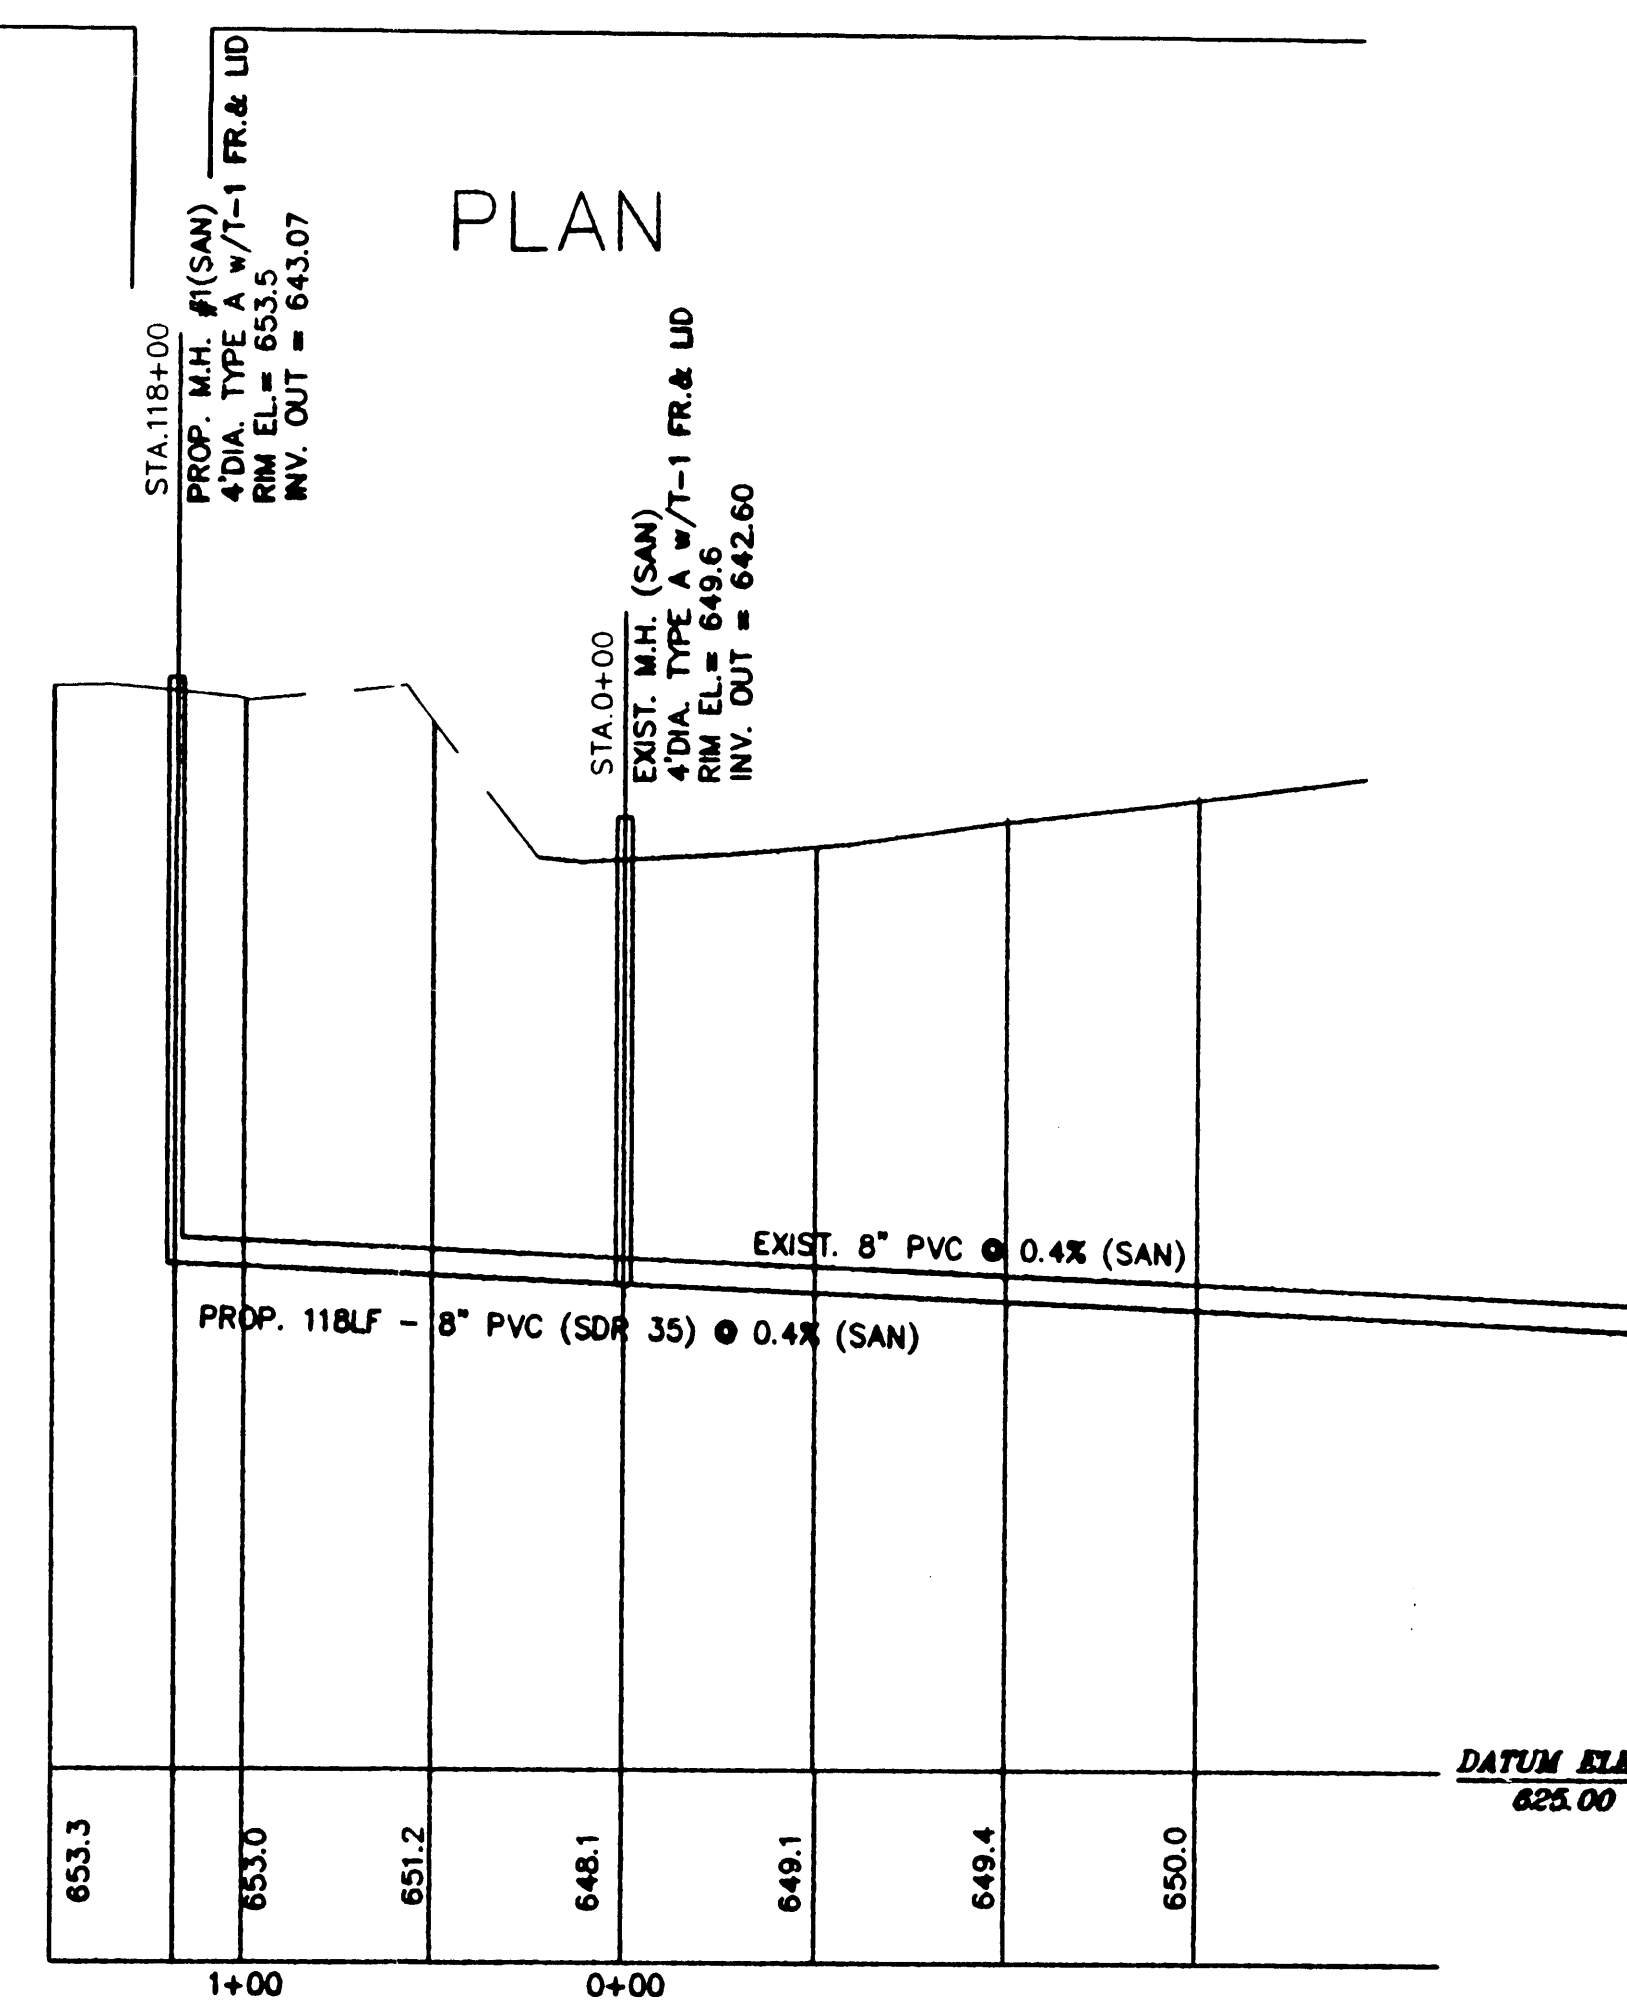 PLAN
STA.118+00
PROP. M.H. #1(SAN)
4'DIA. TYPE A w/T-1 FR.& LID
RIM EL.= 653.5
INV. OUT = 643.07
STA.0+00
EXIST. M.H. (SAN)
4'DIA. TYPE A w/T-1 FR.& LID
RIM EL.= 649.6
INV. OUT = 642.60
EXIST. 8" PVC @ 0.4% (SAN)
PROP. 118LF - 8" PVC (SDR 35) @ 0.4% (SAN)
DATUM ELE
625.00
653.3
653.0
651.2
648.1
649.1
649.4
650.0
1+00
0+00